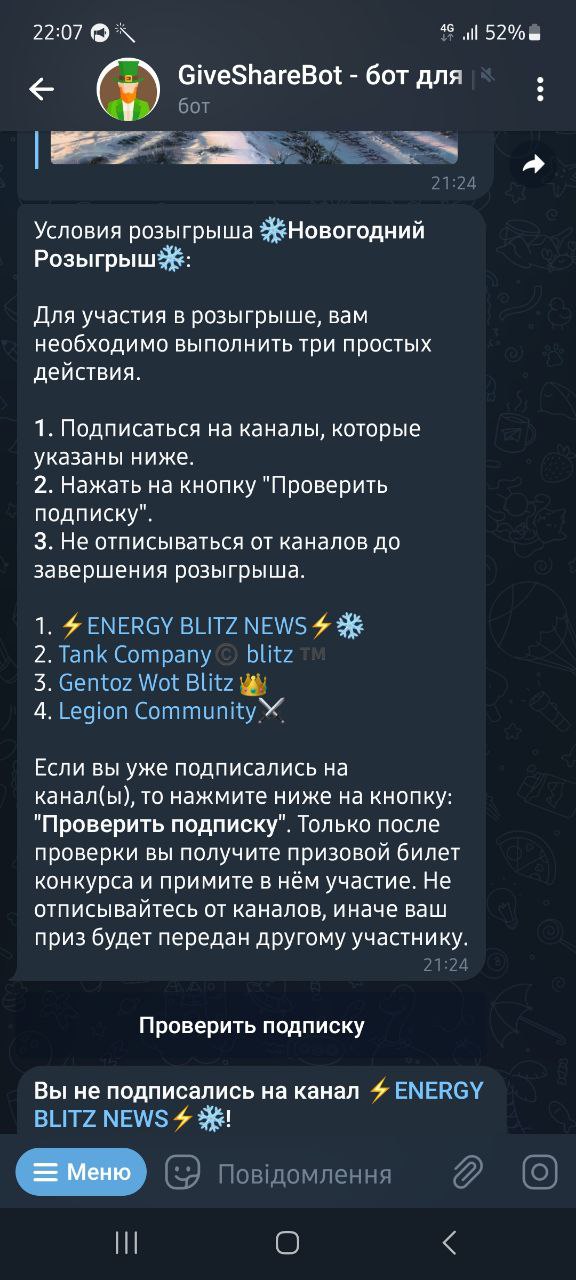 22:07 4G 52%
GiveShareBot - бот для
бот
21:24
Условия розыгрыша ❄️Новогодний
Розыгрыш❄️:
Для участия в розыгрыше, вам
необходимо выполнить три простых
действия.
1. Подписаться на каналы, которые
указаны ниже.
2. Нажать на кнопку "Проверить
подписку".
3. Не отписываться от каналов до
завершения розыгрыша.
1. ⚡ENERGY BLITZ NEWS⚡❄️
2. Tank Company©️ blitz ™️
3. Gentoz Wot Blitz 👑
4. Legion Community⚔️
Если вы уже подписались на
канал(ы), то нажмите ниже на кнопку:
"Проверить подписку". Только после
проверки вы получите призовой билет
конкурса и примите в нём участие. Не
отписывайтесь от каналов, иначе ваш
приз будет передан другому участнику.
21:24
Проверить подписку
Вы не подписались на канал ⚡ENERGY
BLITZ NEWS⚡❄️!
Меню
Повідомлення